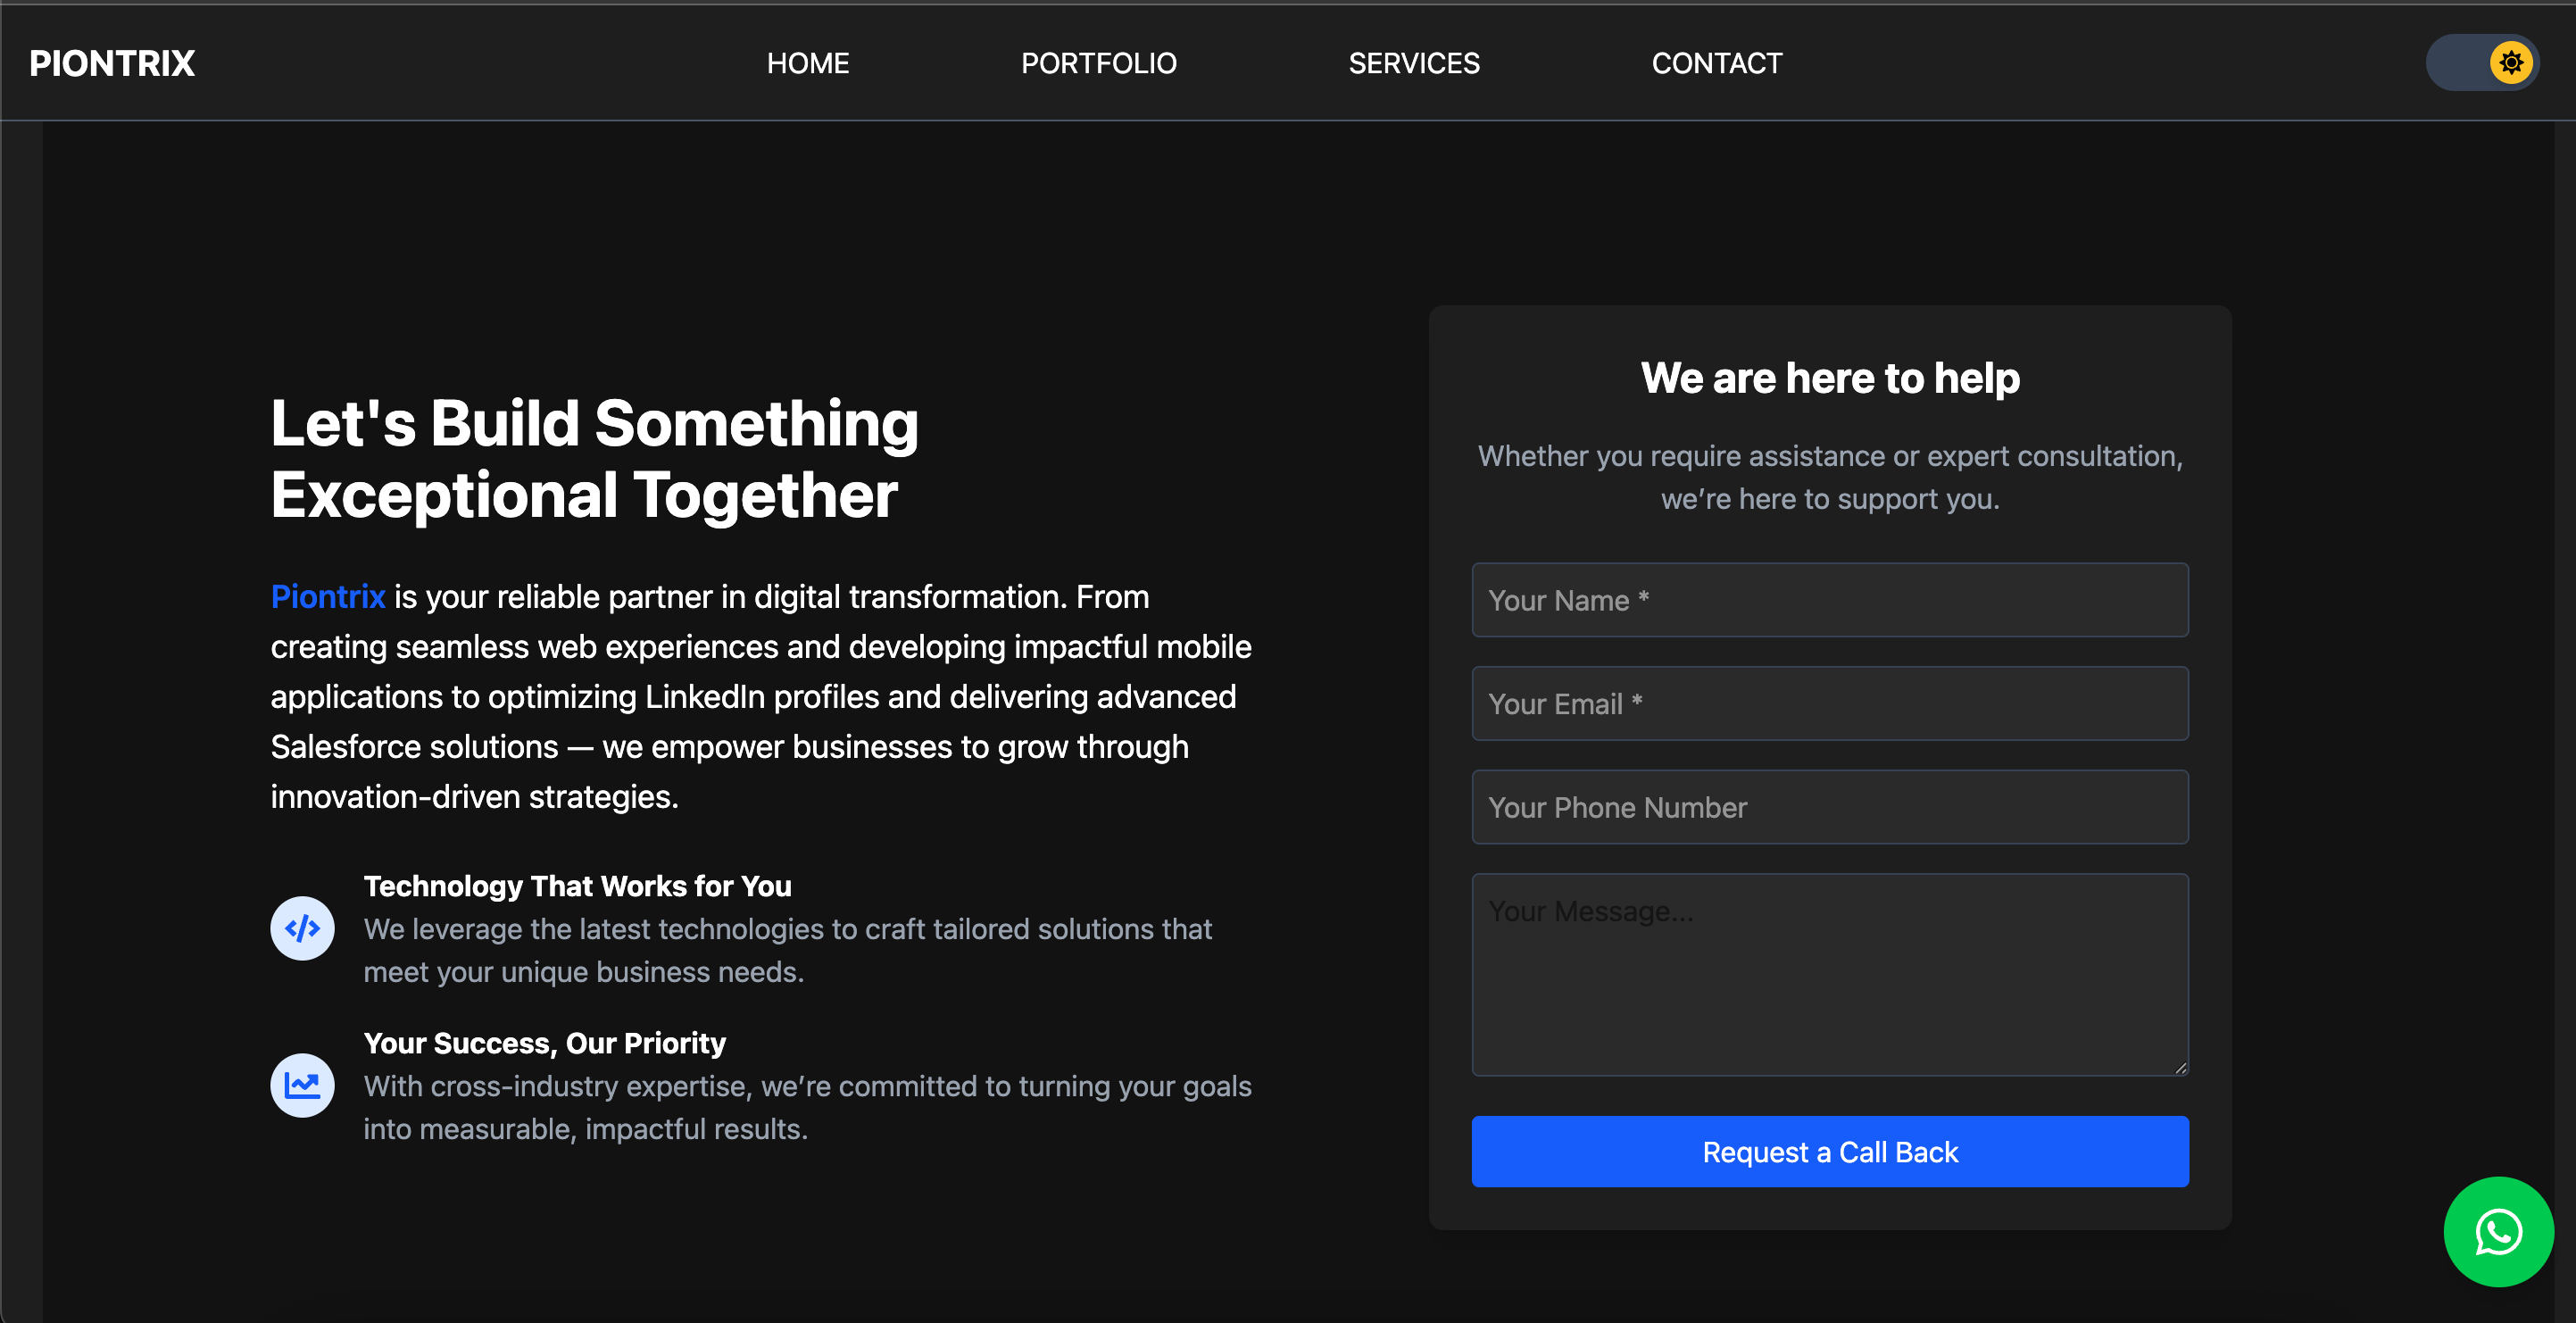 PIONTRIX
HOME
PORTFOLIO
SERVICES
CONTACT
Let's Build Something
Exceptional Together
Piontrix is your reliable partner in digital transformation. From
creating seamless web experiences and developing impactful mobile
applications to optimizing LinkedIn profiles and delivering advanced
Salesforce solutions — we empower businesses to grow through
innovation-driven strategies.
Technology That Works for You
We leverage the latest technologies to craft tailored solutions that
meet your unique business needs.
Your Success, Our Priority
With cross-industry expertise, we’re committed to turning your goals
into measurable, impactful results.
We are here to help
Whether you require assistance or expert consultation,
we’re here to support you.
Your Name *
Your Email *
Your Phone Number
Your Message...
Request a Call Back